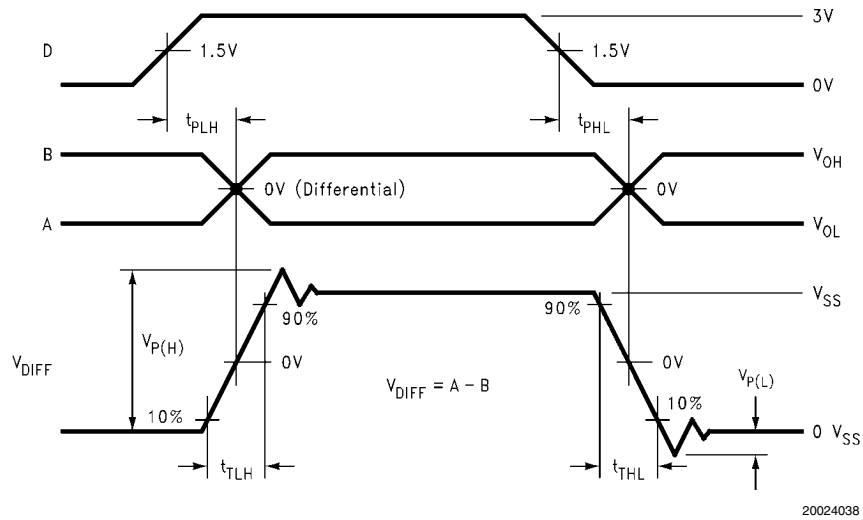 3V
D
1.5V
1.5V
0V
tPLH
tPHL
B
VOH
0V (Differential)
0V
A
VOL
VSS
90%
90%
VP(H)
VDIFF
0V
0V
VDIFF = A – B
VP(L)
10%
10%
0 VSS
tTLH
tTHL
20024038